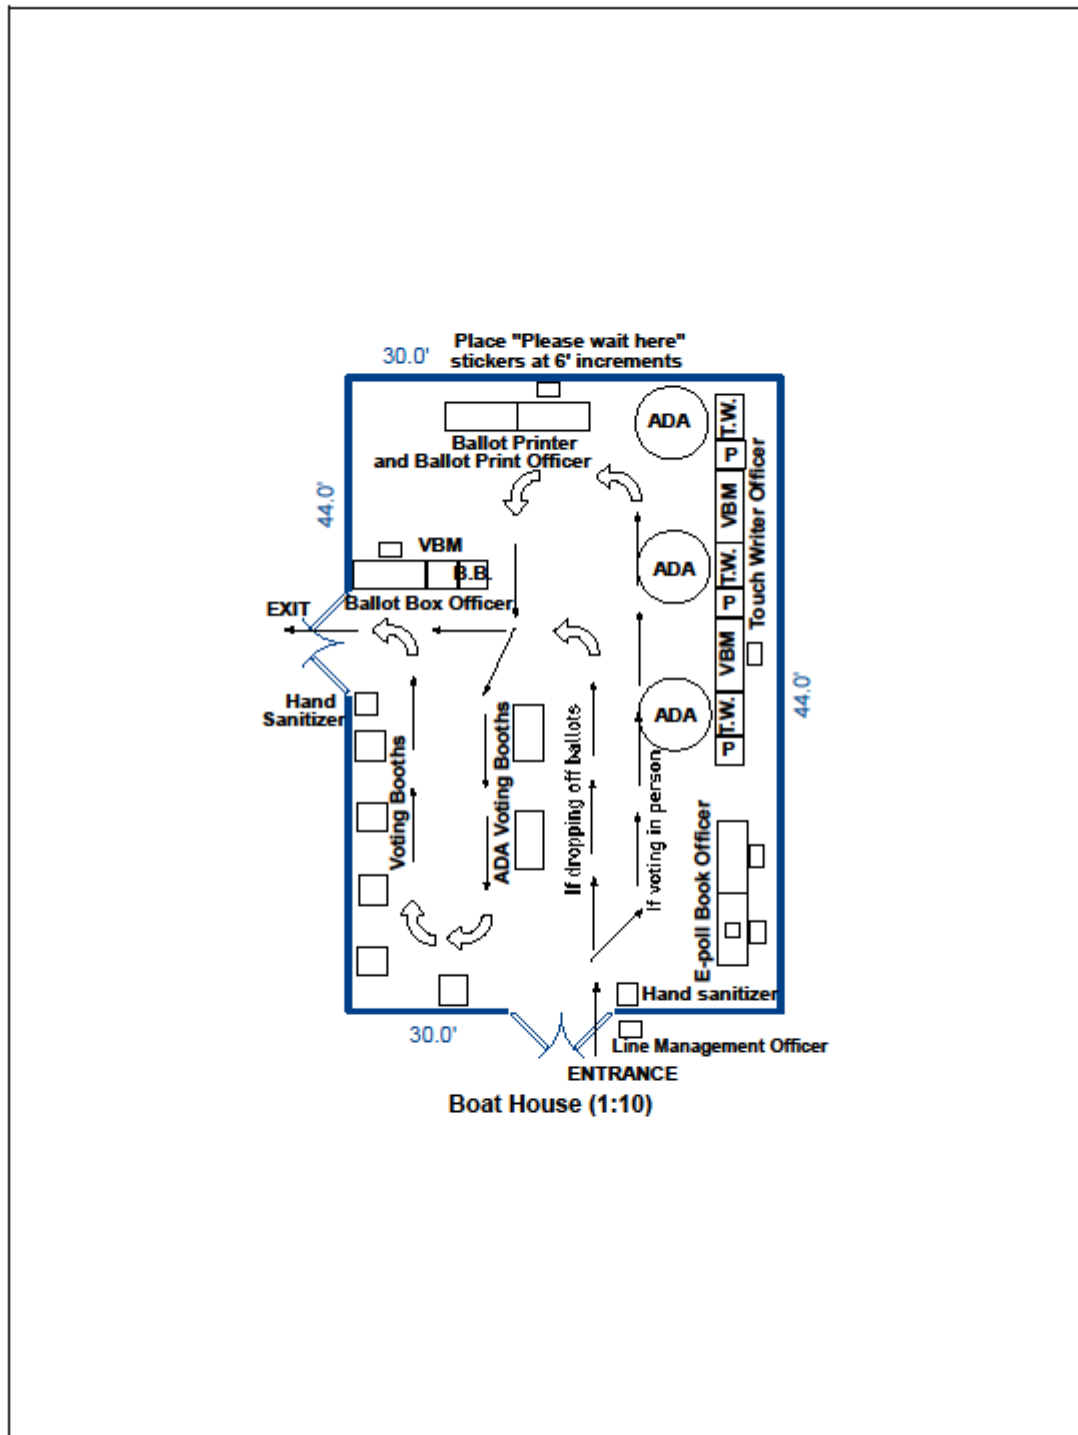 Place "Please wait here"
stickers at 6' increments
30.0'
ADA
T.W.
P
Ballot Printer
and Ballot Print Officer
VBM
Touch Writer Officer
44.0'
VBM
B.B.
Ballot Box Officer
ADA
T.W.
P
EXIT
VBM
Hand
Sanitizer
ADA
T.W.
P
44.0'
Voting Booths
ADA Voting Booths
If dropping off ballots
If voting in person
E-poll Book Officer
Hand sanitizer
30.0'
Line Management Officer
ENTRANCE
Boat House (1:10)